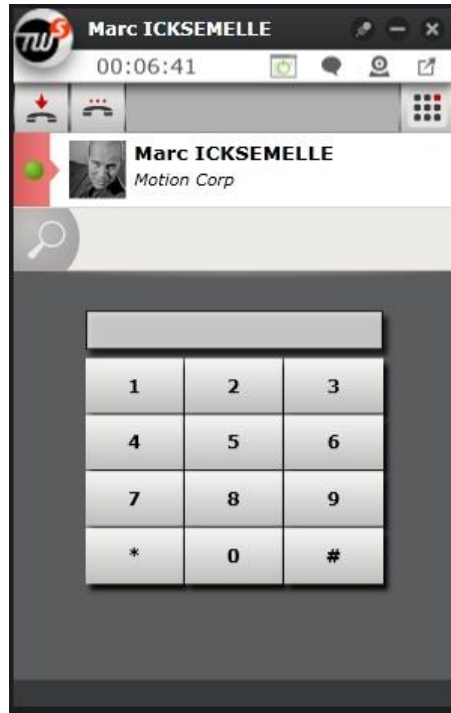 TWS
Marc ICKSEMELLE
00:06:41
Marc ICKSEMELLE
Motion Corp
1 2 3
4 5 6
7 8 9
* 0 #